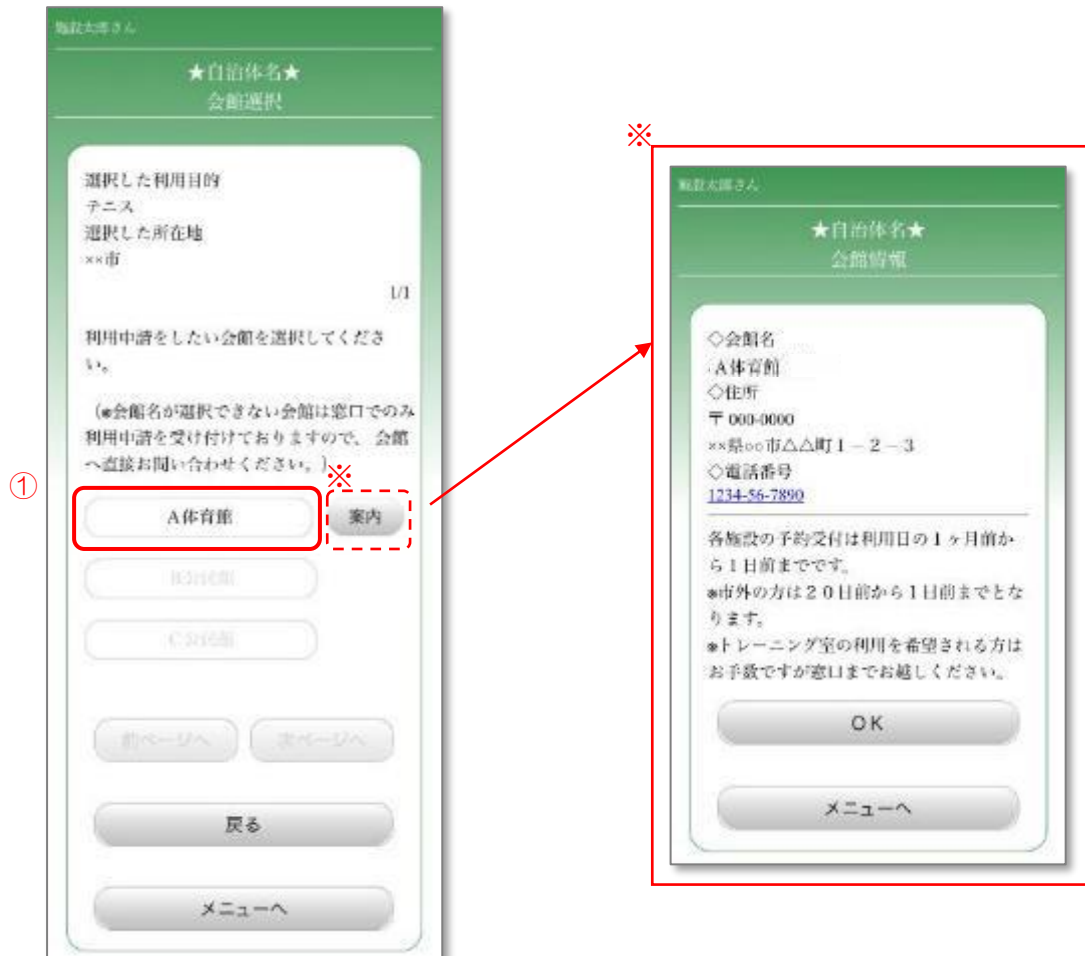 施設太郎さん
★自治体名★
会館選択
選択した利用目的
テニス
選択した所在地
××市
1/1
利用申請をしたい会館を選択してくださ
い。
（※会館名が選択できない会館は窓口でのみ
利用申請を受け付けておりますので、 会館
へ直接お問い合わせください。）
※
①
A体育館
案内
B公民館
C公民館
前ページへ
次ページへ
戻る
メニューへ
※
施設太郎さん
★自治体名★
会館情報
◇会館名
A体育館
◇住所
〒 000-0000
××県○○市△△町１－２－３
◇電話番号
1234-56-7890
各施設の予約受付は利用日の１ヶ月前か
ら１日前までです。
※市外の方は２０日前から１日前までとな
ります。
※トレーニング室の利用を希望される方は
お手数ですが窓口までお越しください。
ＯＫ
メニューへ